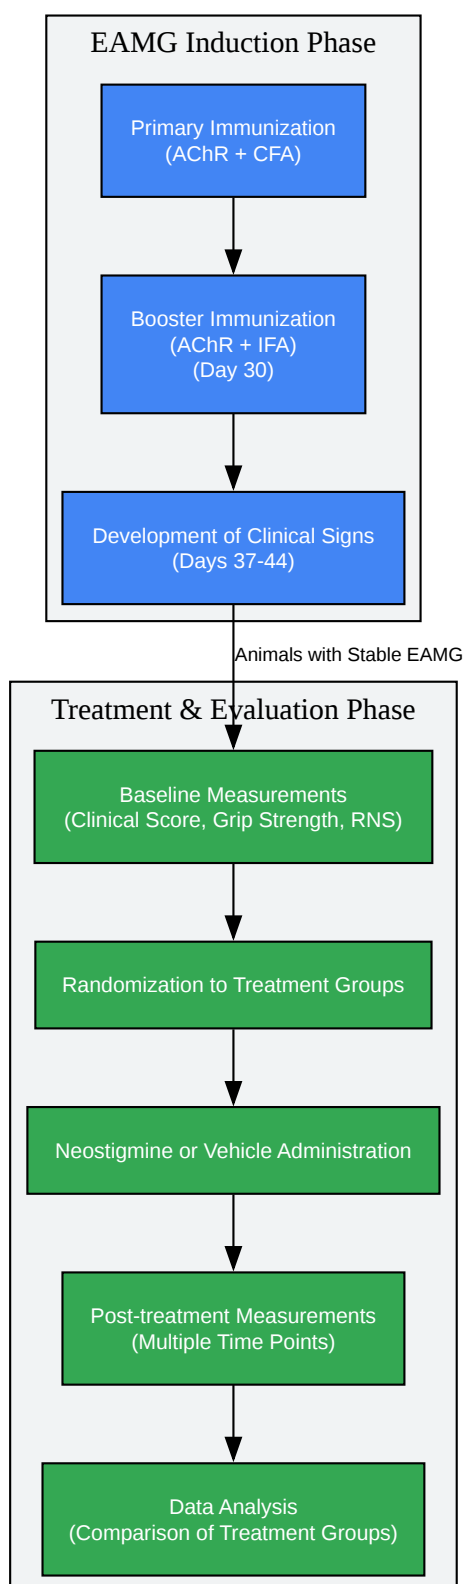 EAMG Induction Phase
Primary Immunization
(AChR + CFA)
Booster Immunization
(AChR + IFA)
(Day 30)
Development of Clinical Signs
(Days 37-44)
Animals with Stable EAMG
Treatment & Evaluation Phase
Baseline Measurements
(Clinical Score, Grip Strength, RNS)
Randomization to Treatment Groups
Neostigmine or Vehicle Administration
Post-treatment Measurements
(Multiple Time Points)
Data Analysis
(Comparison of Treatment Groups)